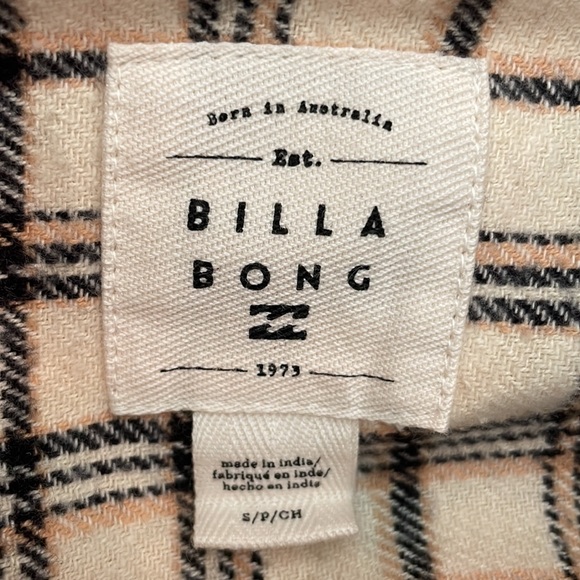 Born in Australia
Est.
BILLA
BONG
1973
made in india/
fabriqué en inde/
hecho en india
S/P/CH